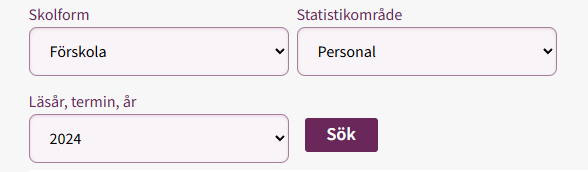 Skolform Statistikområde
Förskola Personal
Läsår, termin, år
2024 Sök